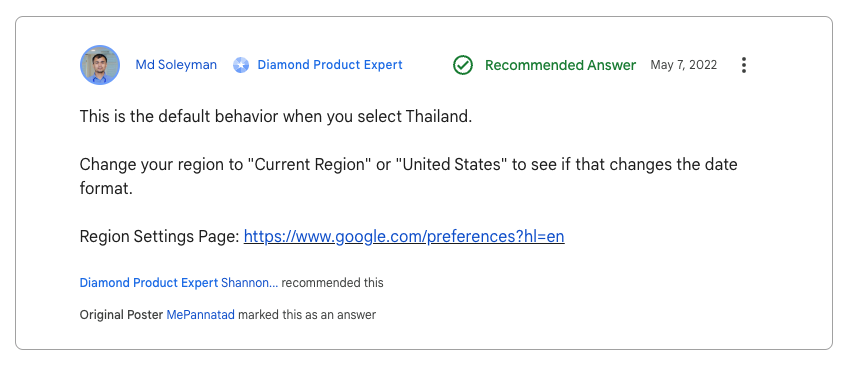 Md Soleyman Diamond Product Expert Recommended Answer May 7, 2022
This is the default behavior when you select Thailand.
Change your region to "Current Region" or "United States" to see if that changes the date
format.
Region Settings Page: https://www.google.com/preferences?hl=en
Diamond Product Expert Shannon... recommended this
Original Poster MePannatad marked this as an answer